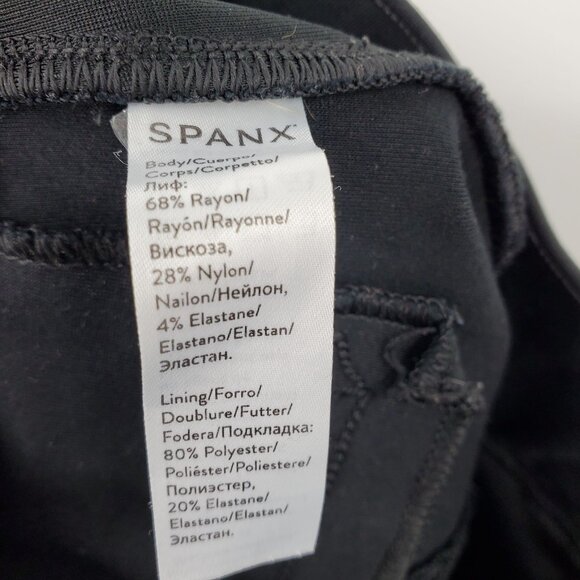 SPANX
Body/Cuerpo/
Corps/Corpetto/
Лиф:
68% Rayon/
Rayón/Rayonne/
Вискоза,
28% Nylon/
Nailon/Нейлон,
4% Elastane/
Elastano/Elastan/
Эластан.
Lining/Forro/
Doublure/Futter/
Fodera/Подкладка:
80% Polyester/
Poliéster/Poliestere/
Полиэстер,
20% Elastane/
Elastano/Elastan/
Эластан.